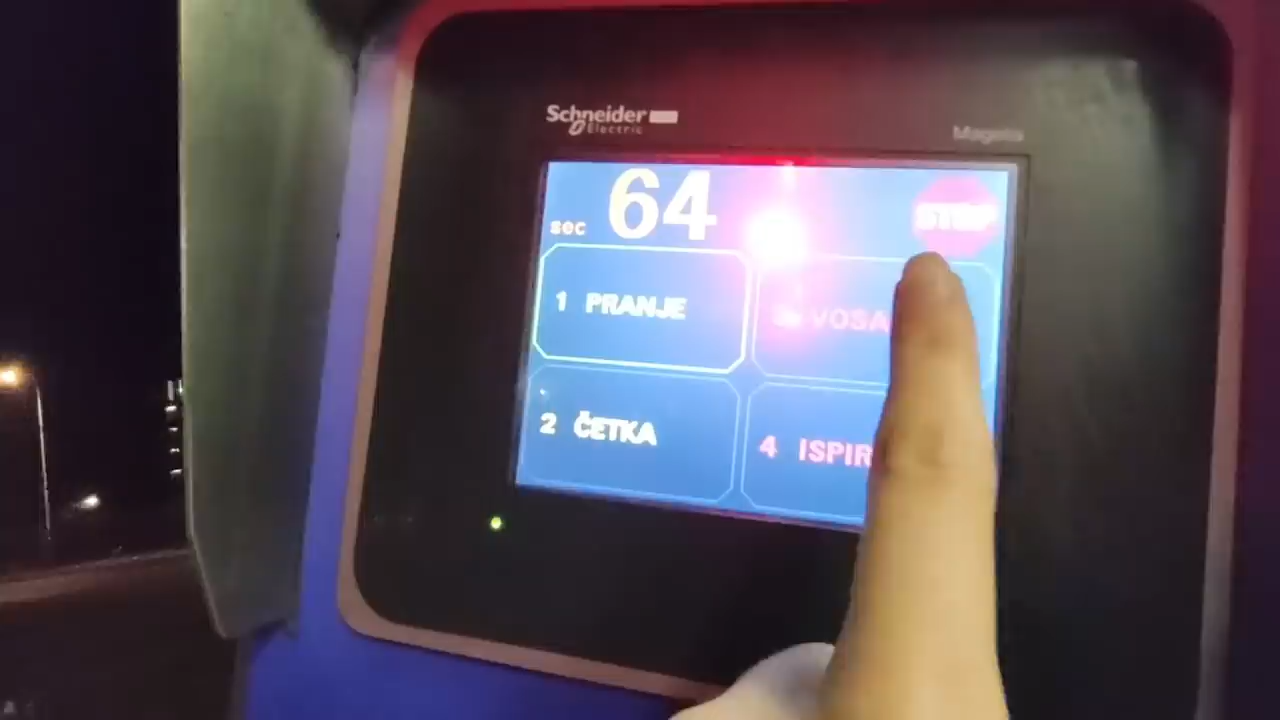 Schneider
Electric
Magelis
sec 64
STOP
1 PRANJE
VOSA
2 ČETKA
4 ISPIR